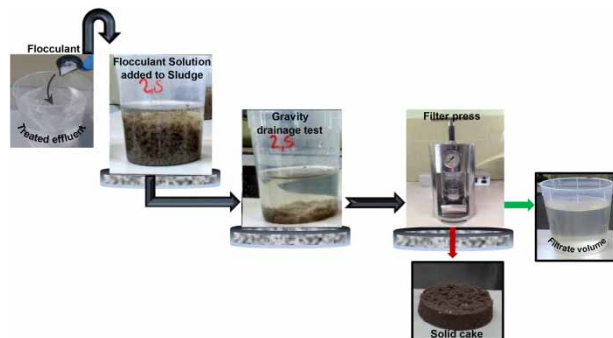 Flocculant
Treated effluent
Flocculant Solution
added to Sludge
2,5
Gravity
drainage test
2,5
Filter press
Filtrate volume
Solid cake